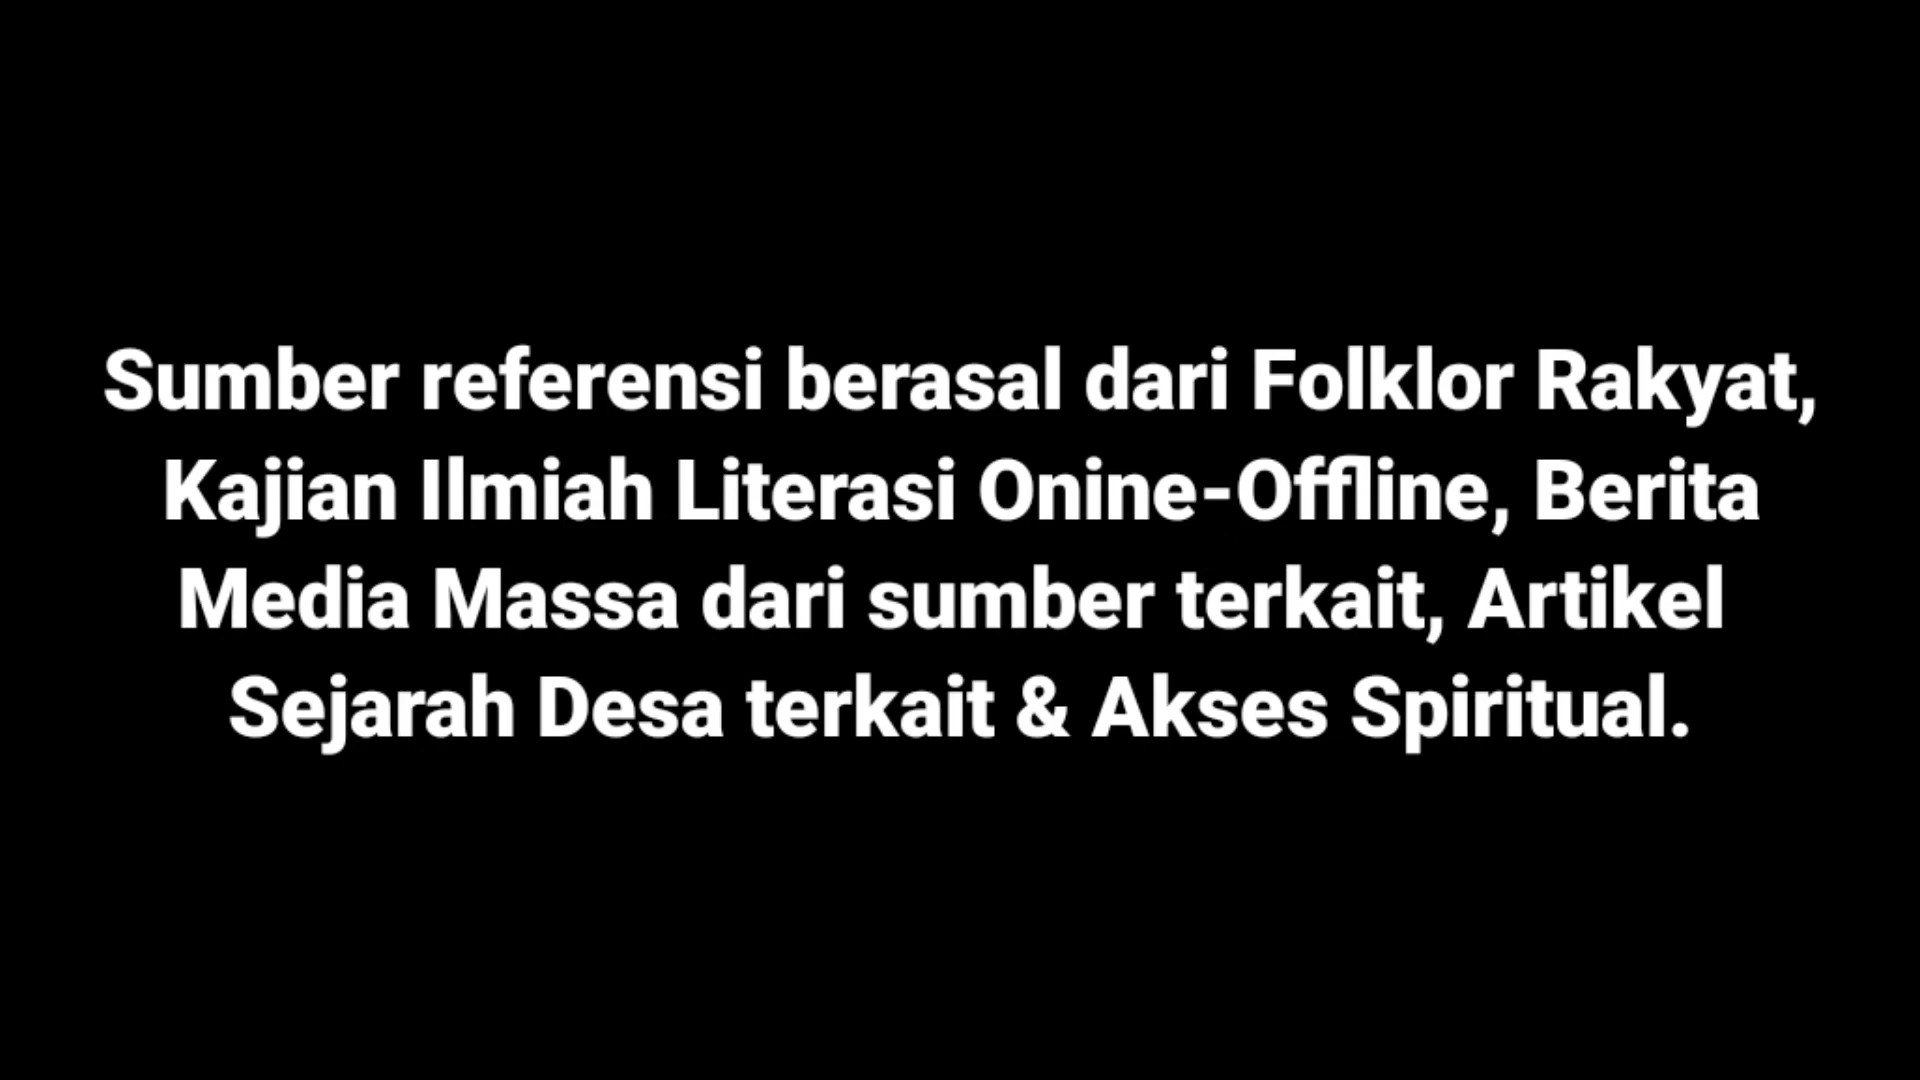 Sumber referensi berasal dari Folklor Rakyat,
Kajian Ilmiah Literasi Onine-Offline, Berita
Media Massa dari sumber terkait, Artikel
Sejarah Desa terkait & Akses Spiritual.